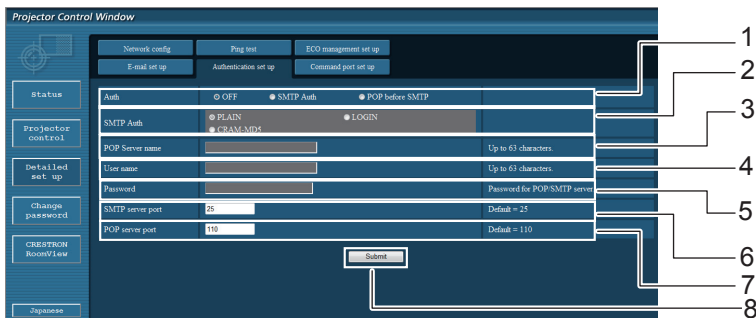 Projector Control Window
Network config Ping test ECO management set up
E-mail set up Authentication set up Command port set up
Status
Projector control
Detailed set up
Change password
CRESTRON RoomView
Japanese
Auth OFF SMTP Auth POP before SMTP
SMTP Auth PLAIN LOGIN
CRAM-MD5
POP Server name Up to 63 characters.
User name Up to 63 characters.
Password Password for POP/SMTP server
SMTP server port 25 Default = 25
POP server port 110 Default = 110
Submit
1
2
3
4
5
6
7
8